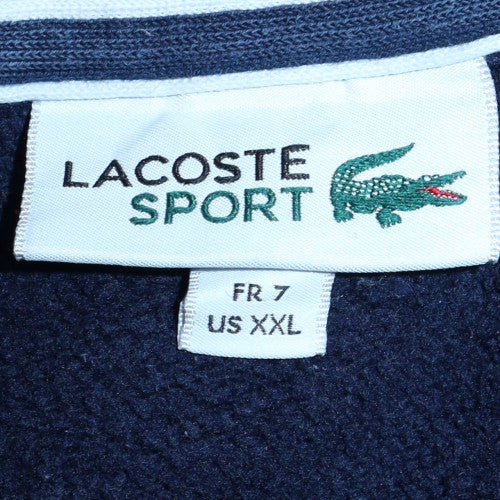 LACOSTE
SPORT
FR 7
US XXL